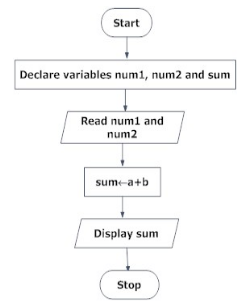 Start
Declare variables num1, num2 and sum
Read num1 and
num2
sum←a+b
Display sum
Stop